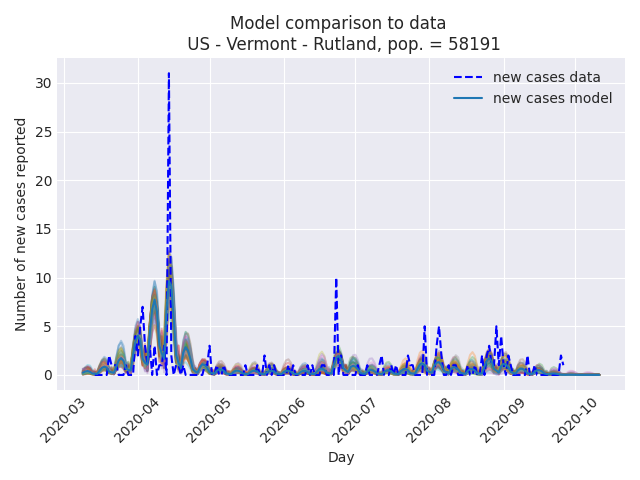 Model comparison to data
US - Vermont - Rutland, pop. = 58191
new cases data
new cases model
Number of new cases reported
30
25
20
15
10
5
0
2020-03
2020-04
2020-05
2020-06
2020-07
2020-08
2020-09
2020-10
Day